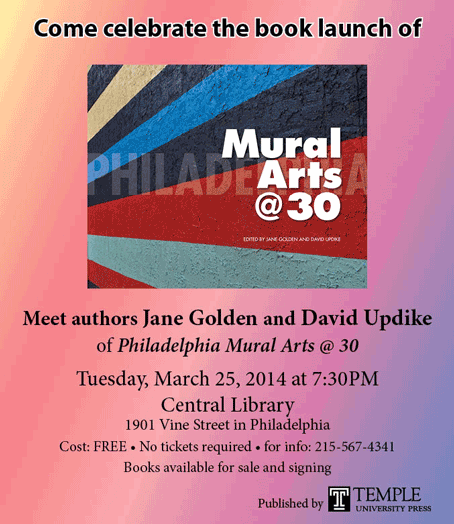 Come celebrate the book launch of
PHILADELPHIA
Mural
Arts
@ 30
EDITED BY JANE GOLDEN AND DAVID UPDIKE
Meet authors Jane Golden and David Updike
of Philadelphia Mural Arts @ 30
Tuesday, March 25, 2014 at 7:30PM
Central Library
1901 Vine Street in Philadelphia
Cost: FREE • No tickets required • for info: 215-567-4341
Books available for sale and signing
Published by TEMPLE
UNIVERSITY PRESS